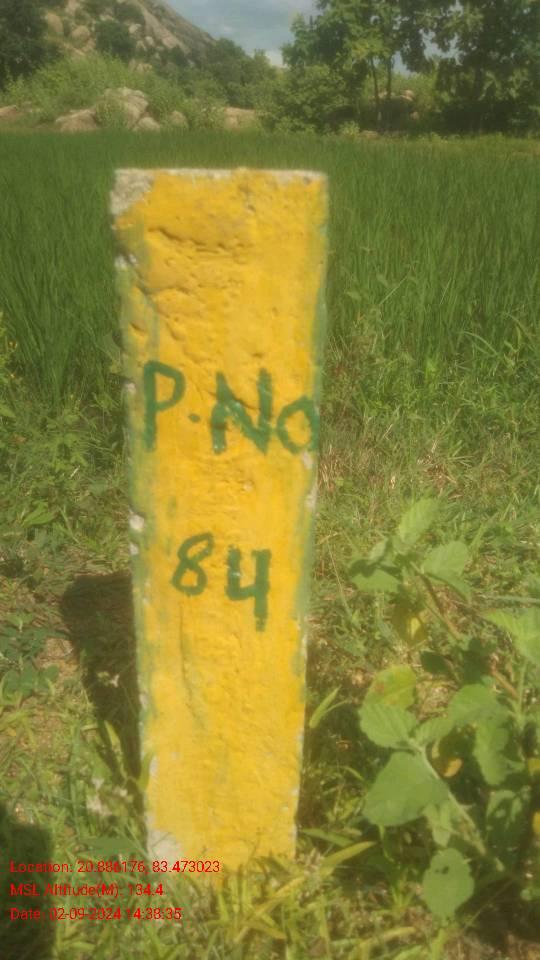 P.No
84
Location: 20.886176, 83.473023
MSL Altitude(M): 134.4
Date: 02-09-2024 14:38:35